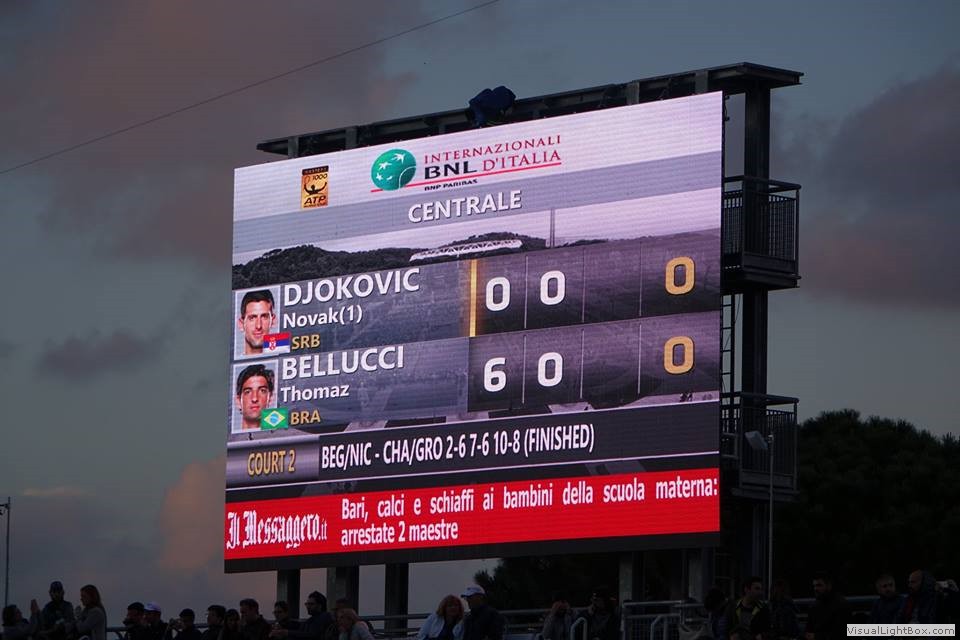 INTERNAZIONALI
BNL D'ITALIA
BNP PARIBAS
1000
ATP
CENTRALE
DJOKOVIC
Novak(1)
SRB
0 0 0
BELLUCCI
Thomaz
BRA
6 0 0
COURT 2
BEG/NIC - CHA/GRO 2-6 7-6 10-8 (FINISHED)
Il Messaggero.it
Bari, calci e schiaffi ai bambini della scuola materna:
arrestate 2 maestre
VisualLightBox.com